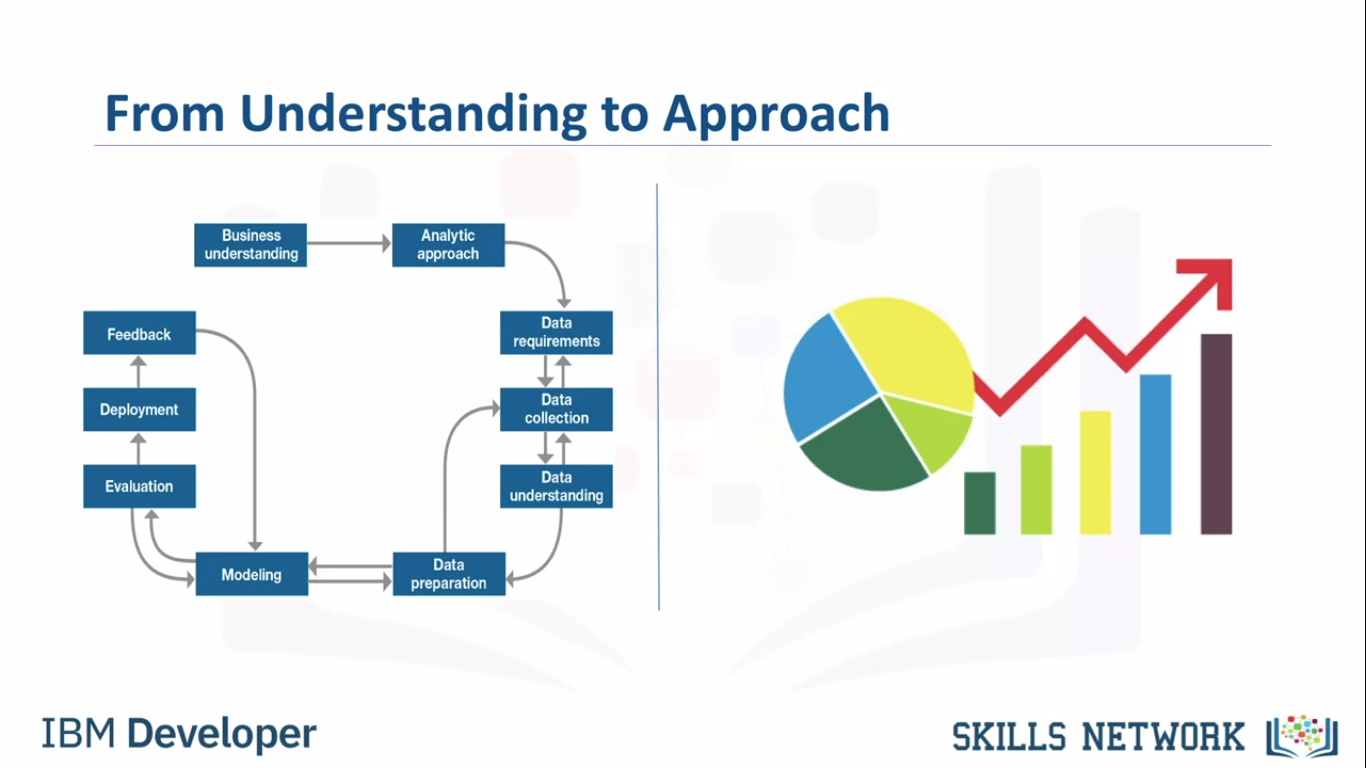 From Understanding to Approach
Business
understanding
Analytic
approach
Feedback
Data
requirements
Deployment
Data
collection
Evaluation
Data
understanding
Modeling
Data
preparation
IBM Developer
SKILLS NETWORK